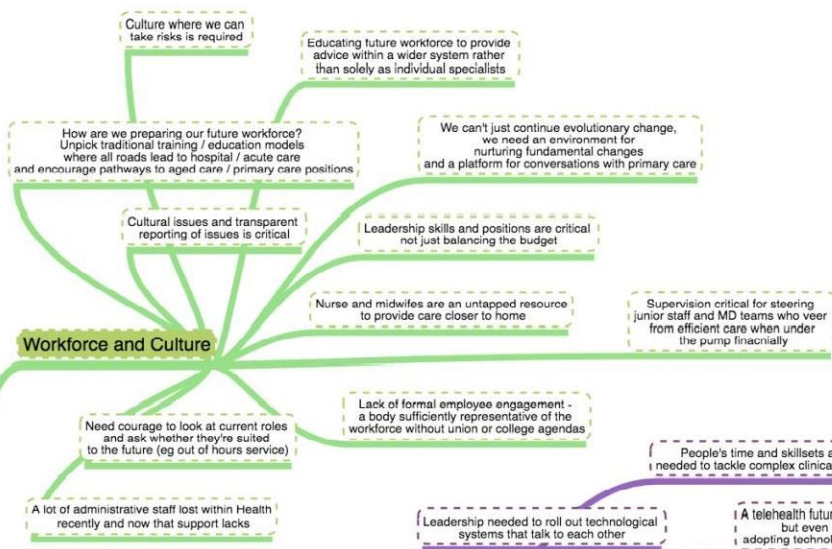 Culture where we can
take risks is required
Educating future workforce to provide
advice within a wider system rather
than solely as individual specialists
How are we preparing our future workforce?
Unpick traditional training / education models
where all roads lead to hospital / acute care
and encourage pathways to aged care / primary care positions
We can't just continue evolutionary change,
we need an environment for
nurturing fundamental changes
and a platform for conversations with primary care
Cultural issues and transparent
reporting of issues is critical
Leadership skills and positions are critical
not just balancing the budget
Nurse and midwifes are an untapped resource
to provide care closer to home
Supervision critical for steering
junior staff and MD teams who veer
from efficient care when under
the pump finacnially
Workforce and Culture
Lack of formal employee engagement -
a body sufficiently representative of the
workforce without union or college agendas
Need courage to look at current roles
and ask whether they're suited
to the future (eg out of hours service)
People's time and skillsets a
needed to tackle complex clinica
A lot of administrative staff lost within Health
recently and now that support lacks
Leadership needed to roll out technological
systems that talk to each other
A telehealth futur
but even
adopting technol